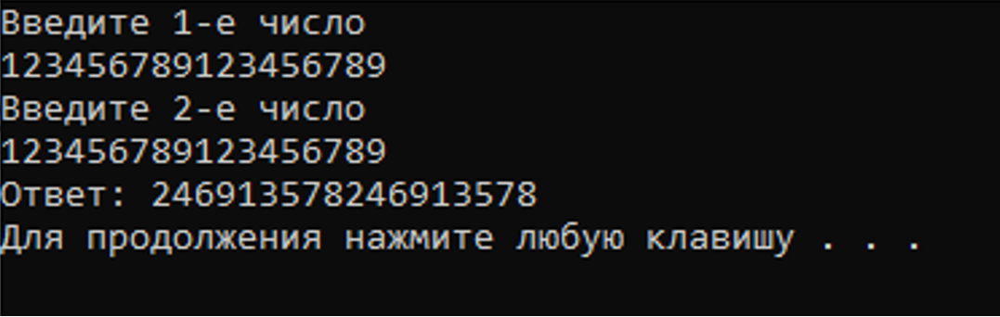 Введите 1-е число
123456789123456789
Введите 2-е число
123456789123456789
Ответ: 246913578246913578
Для продолжения нажмите любую клавишу . . .